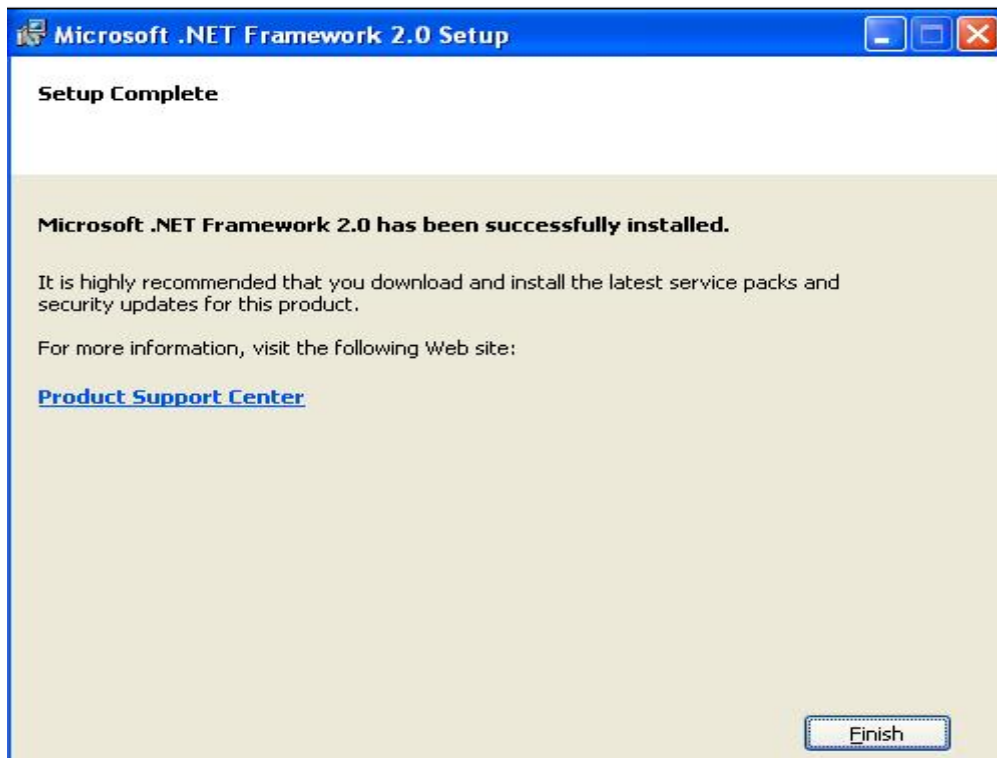 Microsoft .NET Framework 2.0 Setup
Setup Complete
Microsoft .NET Framework 2.0 has been successfully installed.
It is highly recommended that you download and install the latest service packs and
security updates for this product.
For more information, visit the following Web site:
Product Support Center
Finish